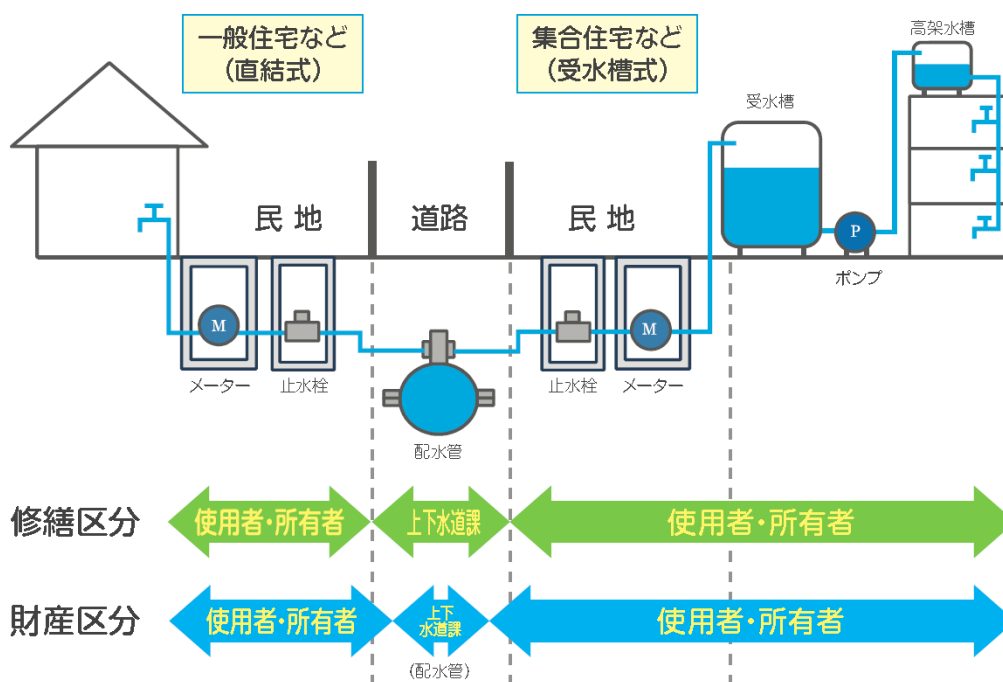 一般住宅など
(直結式)
集合住宅など
(受水槽式)
高架水槽
受水槽
民 地
道路
民 地
P
ポンプ
M
M
メーター
止水栓
止水栓
メーター
配水管
修繕区分
使用者・所有者
上下水道課
使用者・所有者
財産区分
使用者・所有者
上下
水道課
使用者・所有者
(配水管)